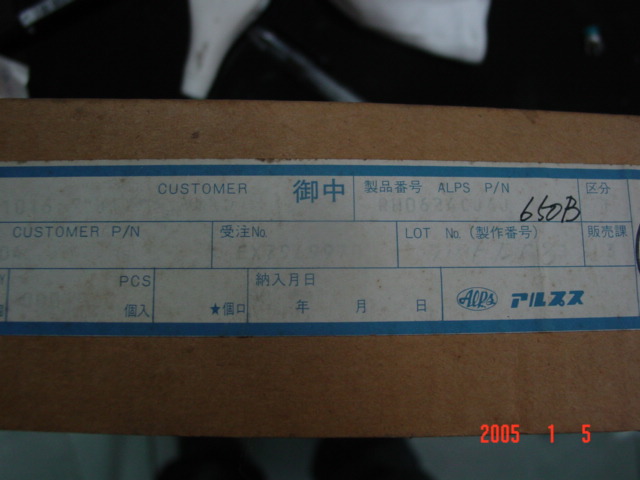 CUSTOMER 御中 製品番号 ALPS P/N 区分
650B
CUSTOMER P/N 受注No. LOT No.(製作番号) 販売課
PCS 納入月日
個入 ★個口 年 月 日 ALPS アルプス
2005 1 5